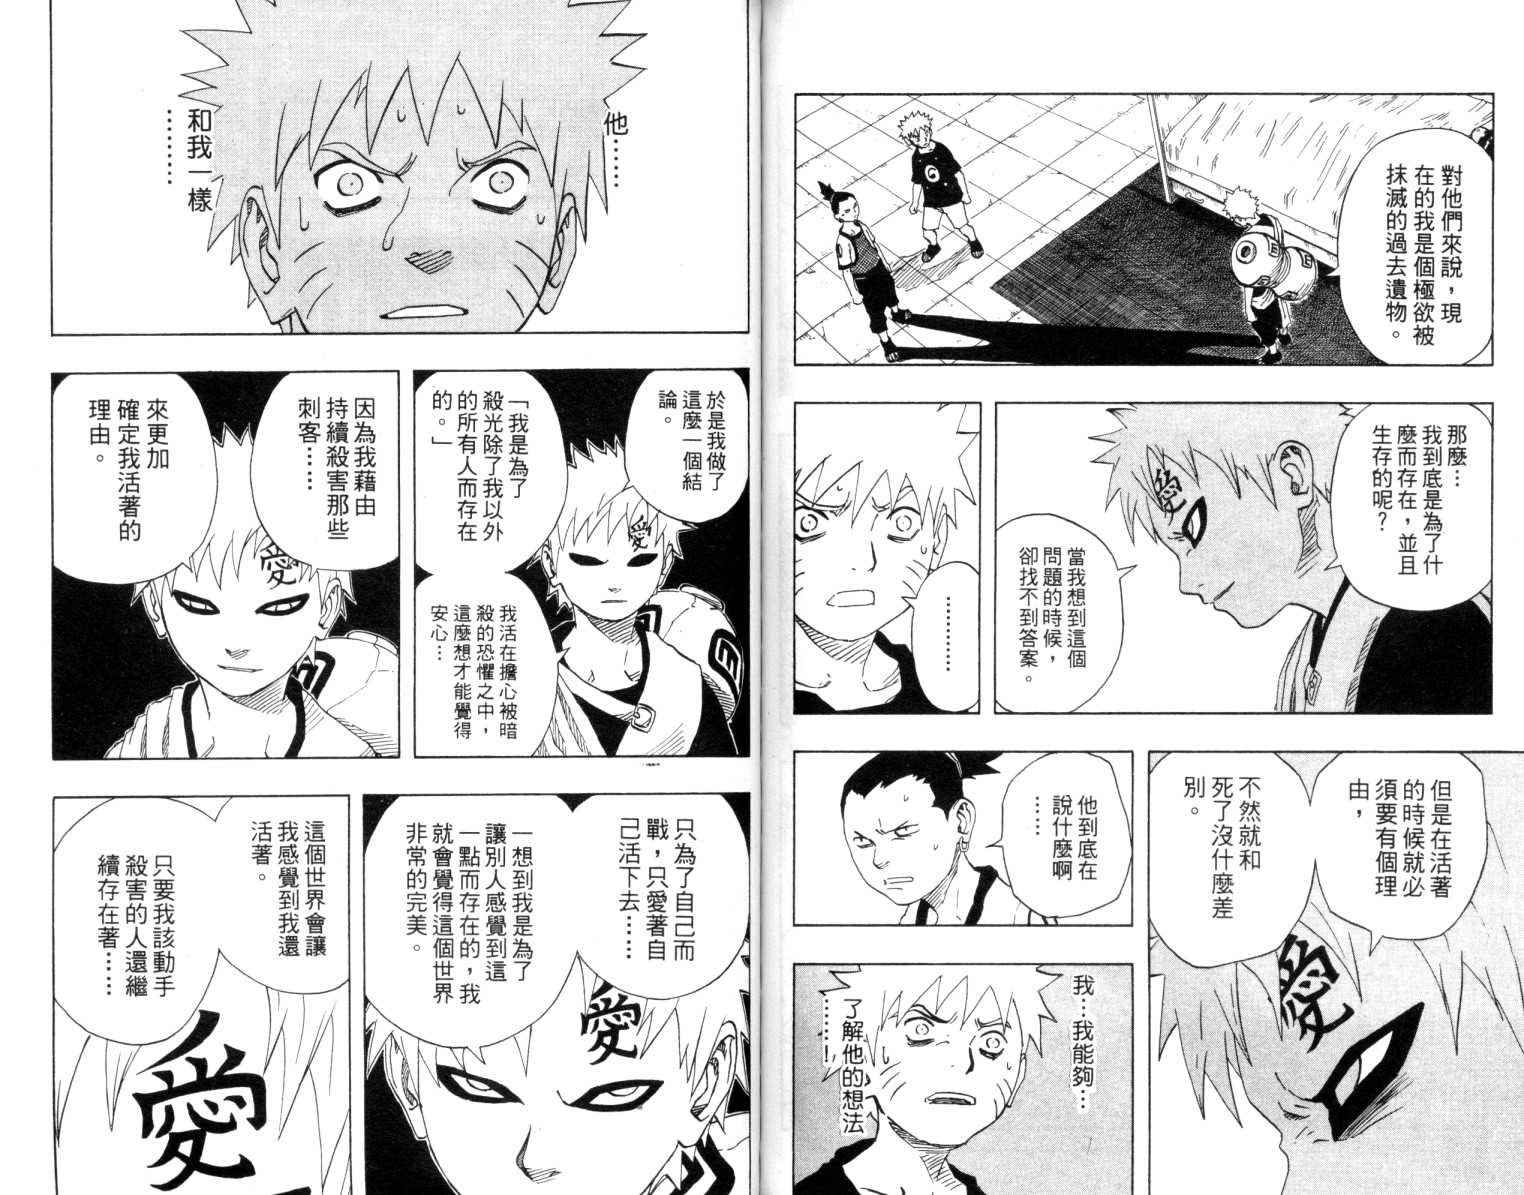 對他們來說，現
在的我是個極欲被
抹滅的過去遺物。
那麼…
我到底是為了什
麼而存在，並且
生存的呢？
愛
當我想到這個
問題的時候，
卻找不到答案。
…………
但是在活著
的時候就必
須要有個理
由，
不然就和
死了沒什麼差
別。
愛
他到底在
說什麼啊
……
我…我能夠…
了解他的想法
……！
他……
和我一樣
………
於是我做了
這麼一個結
論。
「我是為了
殺光除了我以外
的所有人而存在
的。」
愛
我活在擔心被暗
殺的恐懼之中，
這麼想才能覺得
安心…
因為我藉由
持續殺害那些
刺客……
來更加
確定我活著的
理由。
愛
只為了自己而
戰，只愛著自
己活下去……
一想到我是為了
讓別人感覺到這
一點而存在的，我
就會覺得這個世界
非常的完美。
愛
這個世界會讓
我感覺到我還
活著。
只要我該動手
殺害的人還繼
續存在著……
愛